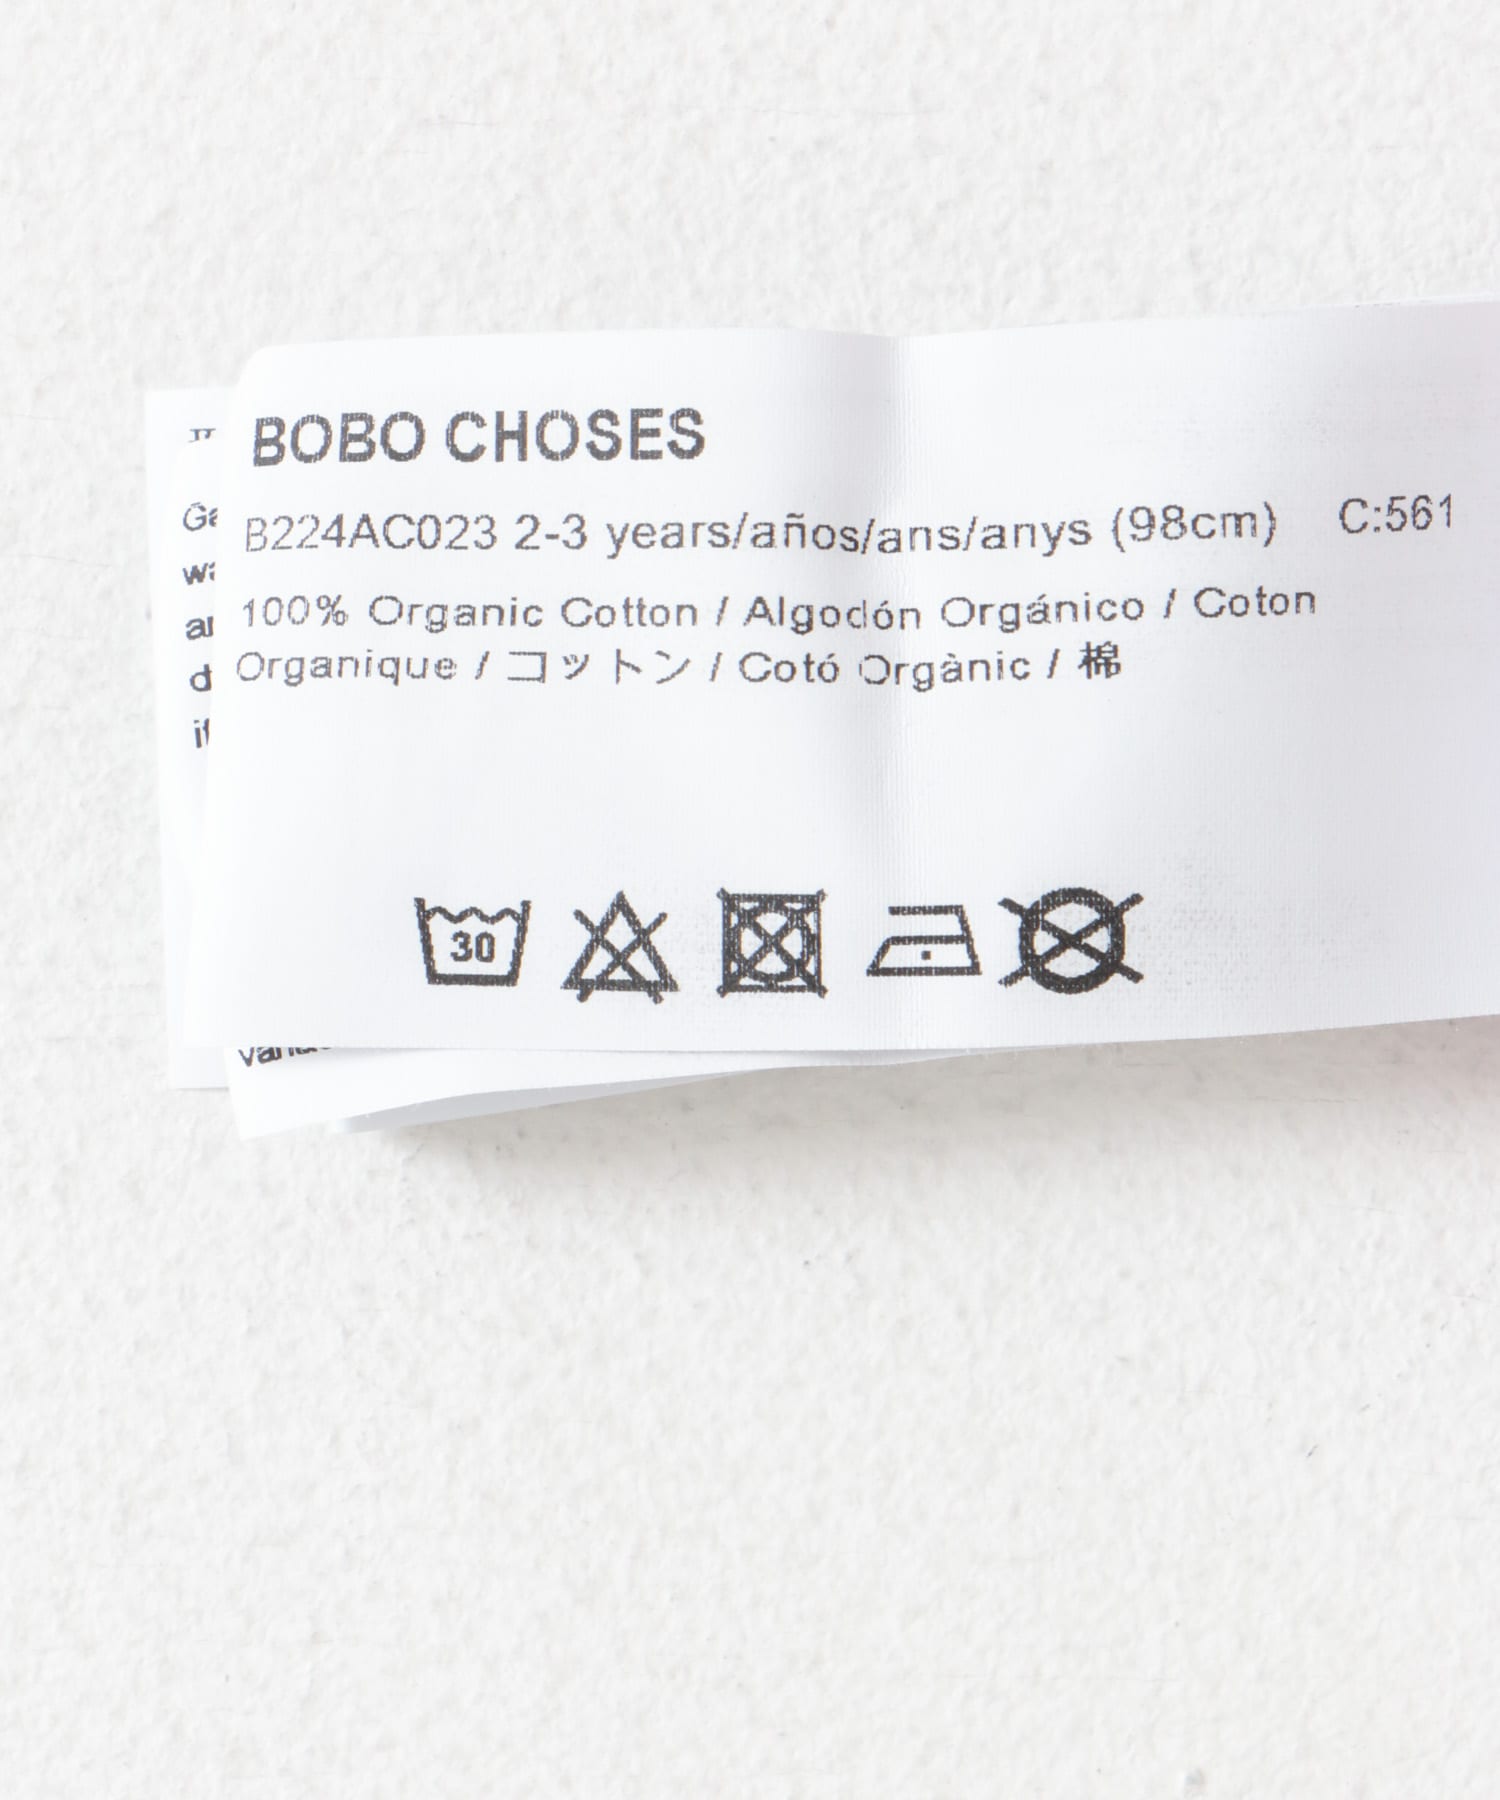 BOBO CHOSES
B224AC023 2-3 years/años/ans/anys (98cm) C:561
100% Organic Cotton / Algodón Orgánico / Coton
Organique / コットン / Cotó Orgànic / 棉
30